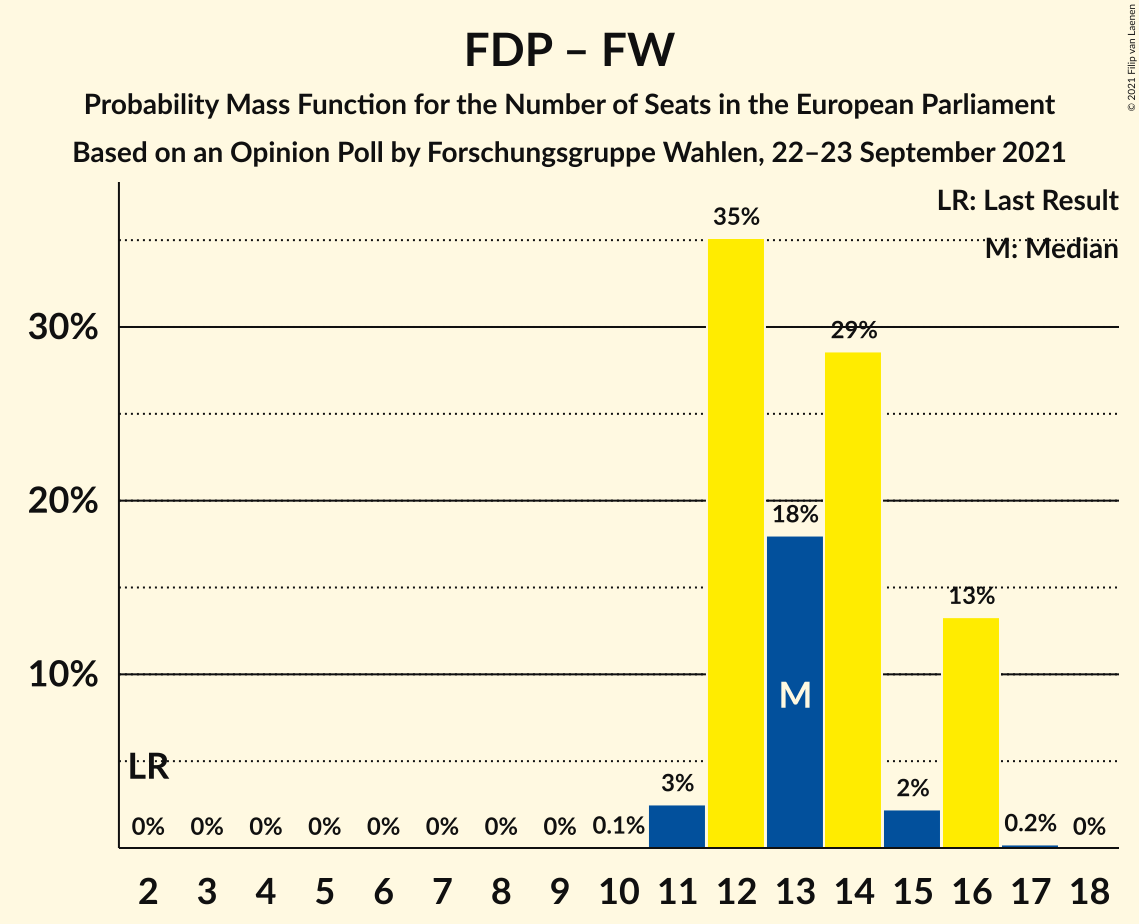 FDP – FW
Probability Mass Function for the Number of Seats in the European Parliament
Based on an Opinion Poll by Forschungsgruppe Wahlen, 22–23 September 2021
© 2021 Filip van Laenen
LR: Last Result
M: Median
35%
30%
29%
20%
18%
13%
10%
M
LR
3%
2%
0% 0% 0% 0% 0% 0% 0% 0% 0.1% 0.2% 0%
2 3 4 5 6 7 8 9 10 11 12 13 14 15 16 17 18